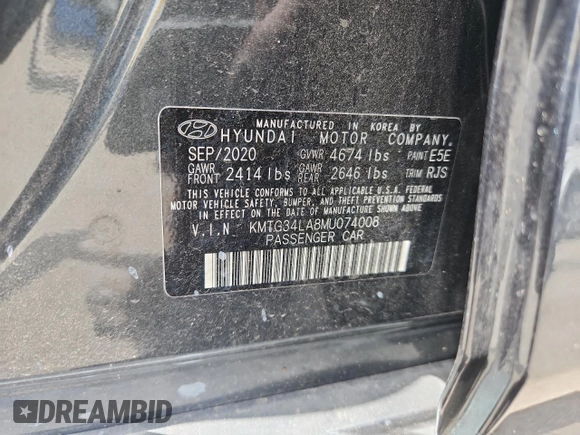 MANUFACTURED IN KOREA BY
HYUNDAI MOTOR COMPANY.
SEP/2020 GVWR 4674 lbs PAINT E5E
GAWR FRONT 2414 lbs GAWR REAR 2646 lbs TRIM RJS
THIS VEHICLE CONFORMS TO ALL APPLICABLE U.S.A. FEDERAL
MOTOR VEHICLE SAFETY, BUMPER, AND THEFT PREVENTION STANDARDS
IN EFFECT ON THE DATE OF MANUFACTURE SHOWN ABOVE.
V.I.N KMTG34LA8MU074008
PASSENGER CAR
DREAMBID